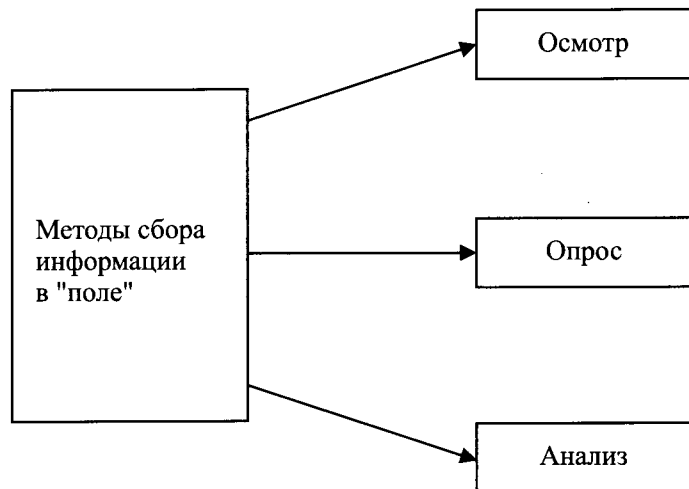 Осмотр
Методы сбора
информации
в "поле"
Опрос
Анализ